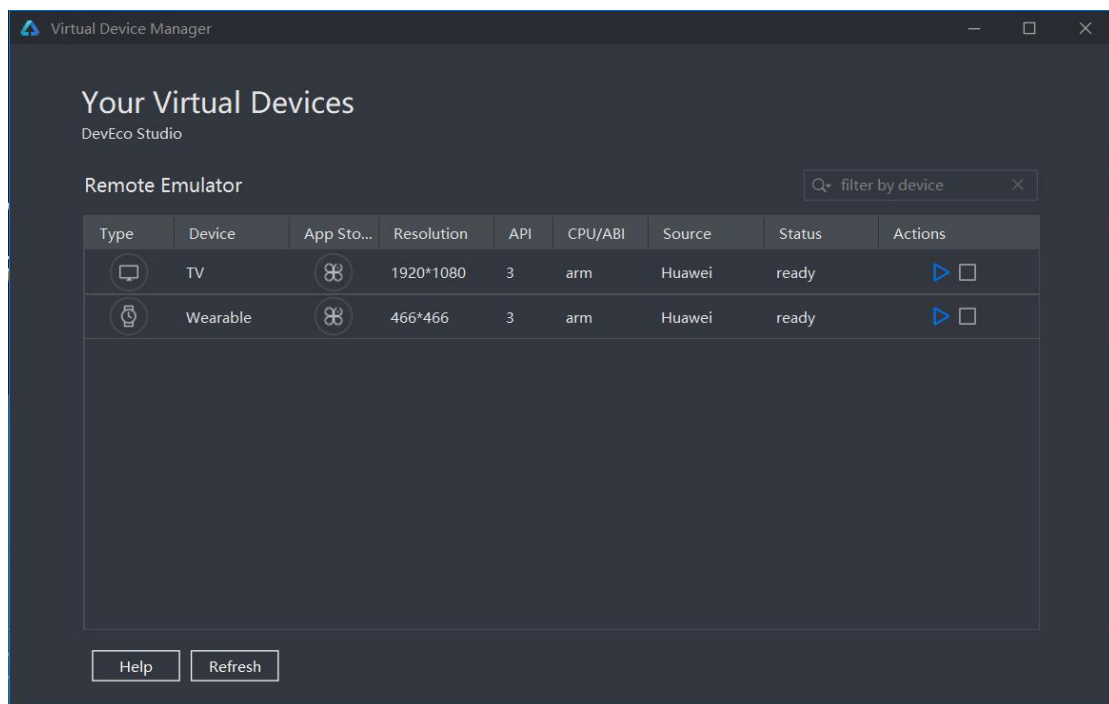 Virtual Device Manager
Your Virtual Devices
DevEco Studio
Remote Emulator
filter by device
Type Device App Sto... Resolution API CPU/ABI Source Status Actions
TV 1920*1080 3 arm Huawei ready
Wearable 466*466 3 arm Huawei ready
Help Refresh